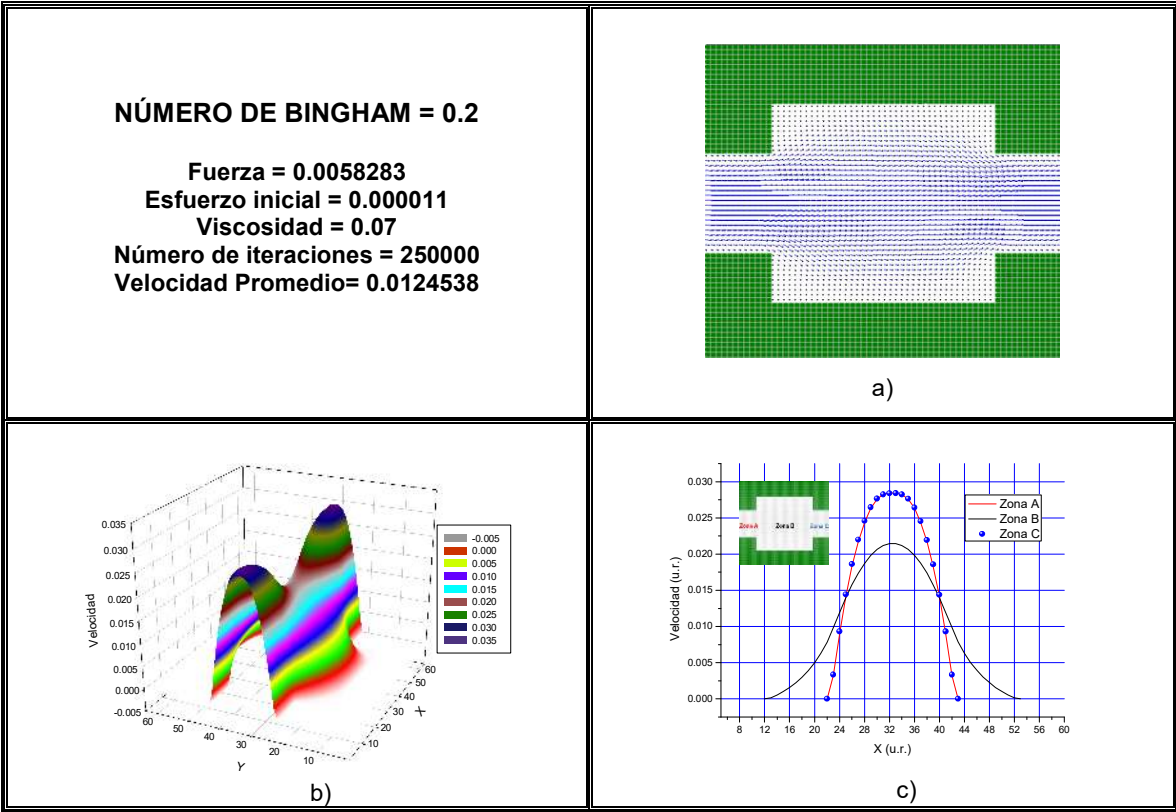 NÚMERO DE BINGHAM = 0.2
Fuerza = 0.0058283
Esfuerzo inicial = 0.000011
Viscosidad = 0.07
Número de iteraciones = 250000
Velocidad Promedio= 0.0124538
a)
0.035
0.030
0.025
0.020
0.015
0.010
0.005
0.000
-0.005
Velocidad
60
50
40
30
20
10
Y
10
20
30
40
50
60
X
-0.005
0.000
0.005
0.010
0.015
0.020
0.025
0.030
0.035
b)
0.030
0.025
0.020
0.015
0.010
0.005
0.000
Velocidad (u.r.)
Zona A Zona B Zona C
Zona A
Zona B
Zona C
8 12 16 20 24 28 32 36 40 44 48 52 56 60
X (u.r.)
c)